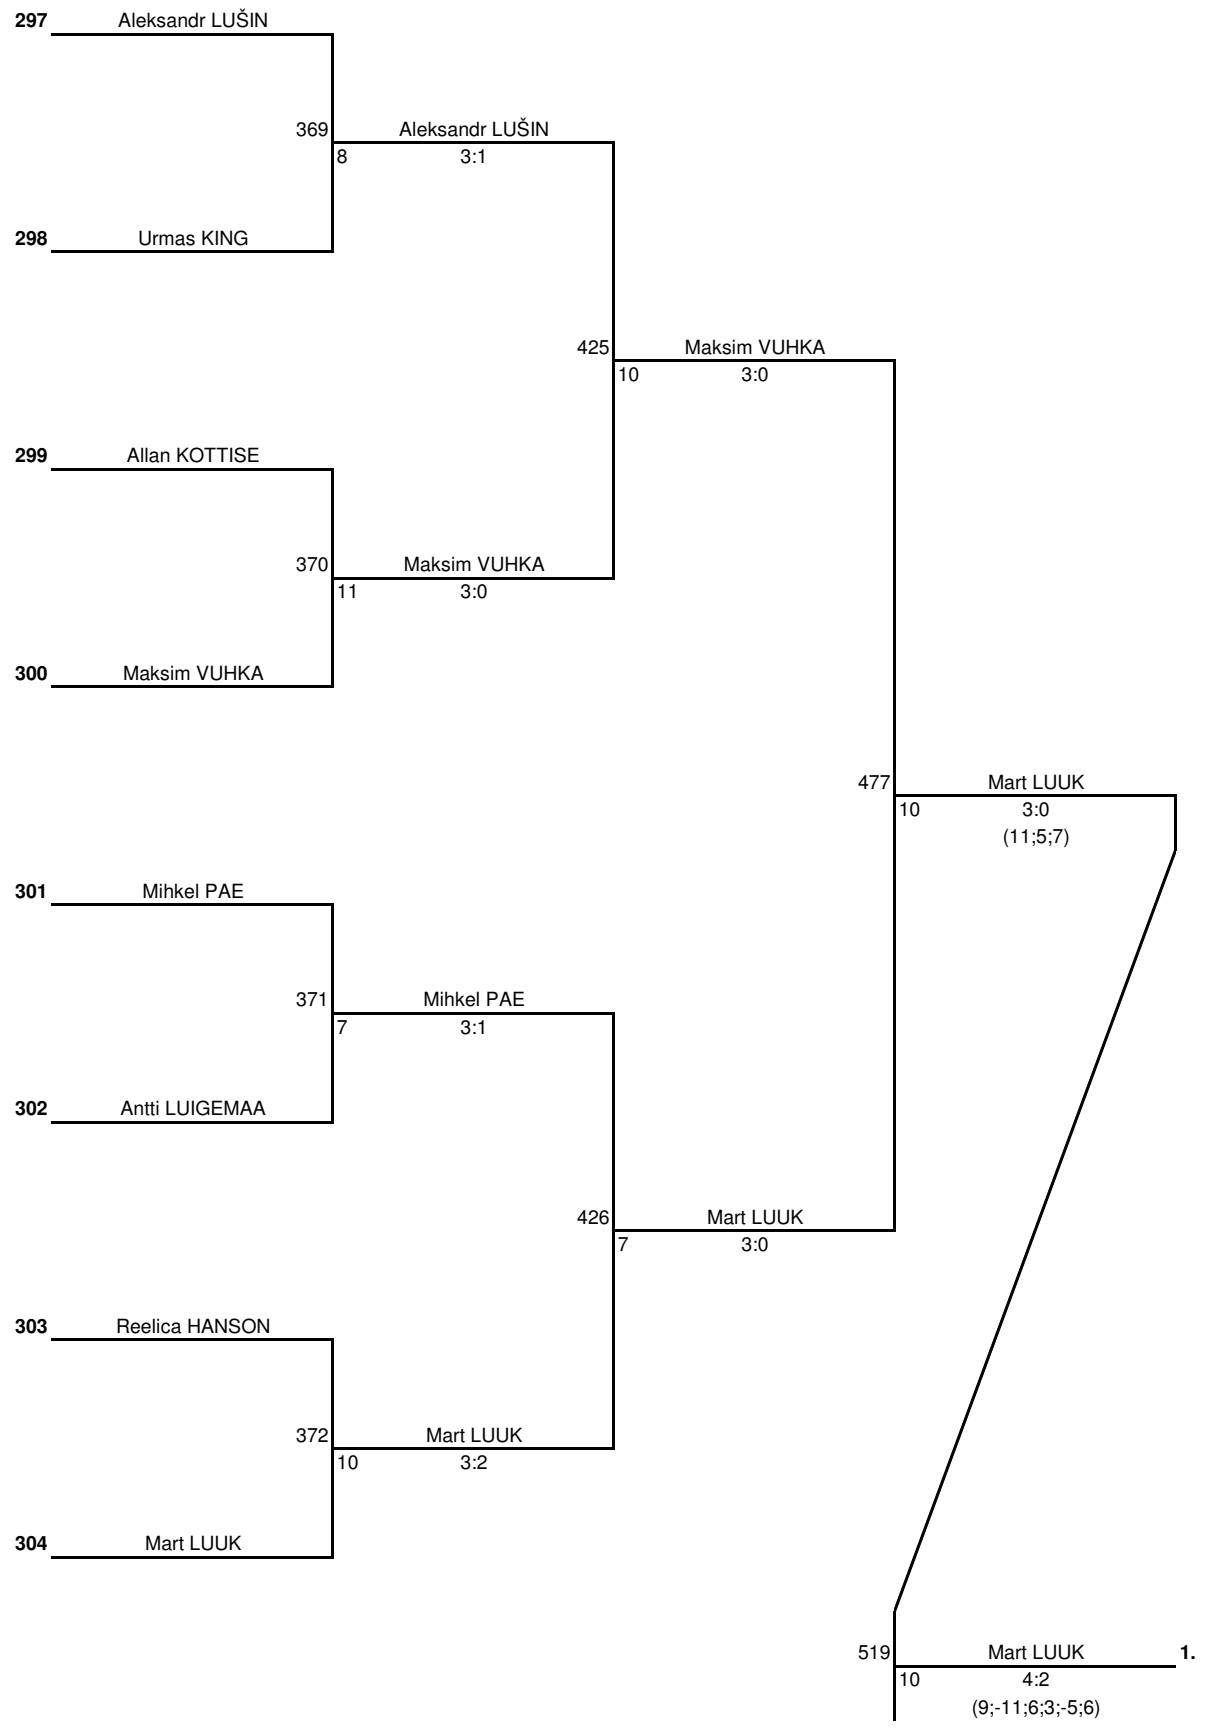 297 Aleksandr LUŠIN
369 Aleksandr LUŠIN
8 3:1
298 Urmas KING
425 Maksim VUHKA
10 3:0
299 Allan KOTTISE
370 Maksim VUHKA
11 3:0
300 Maksim VUHKA
477 Mart LUUK
10 3:0
(11;5;7)
301 Mihkel PAE
371 Mihkel PAE
7 3:1
302 Antti LUIGEMAA
426 Mart LUUK
7 3:0
303 Reelica HANSON
372 Mart LUUK
10 3:2
304 Mart LUUK
519 Mart LUUK 1.
10 4:2
(9;-11;6;3;-5;6)